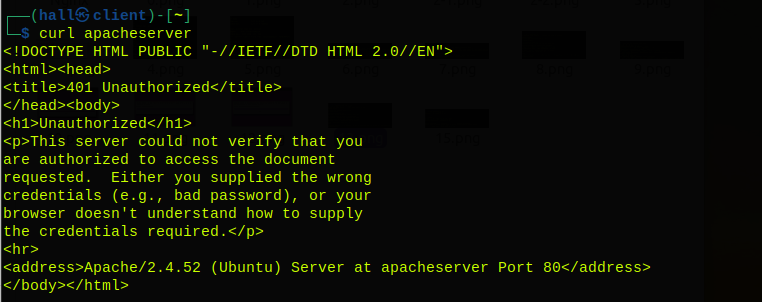 ┌──(hall㉿client)-[~]
└─$ curl apacheserver
<!DOCTYPE HTML PUBLIC "-//IETF//DTD HTML 2.0//EN">
<html><head>
<title>401 Unauthorized</title>
</head><body>
<h1>Unauthorized</h1>
<p>This server could not verify that you
are authorized to access the document
requested.  Either you supplied the wrong
credentials (e.g., bad password), or your
browser doesn't understand how to supply
the credentials required.</p>
<hr>
<address>Apache/2.4.52 (Ubuntu) Server at apacheserver Port 80</address>
</body></html>